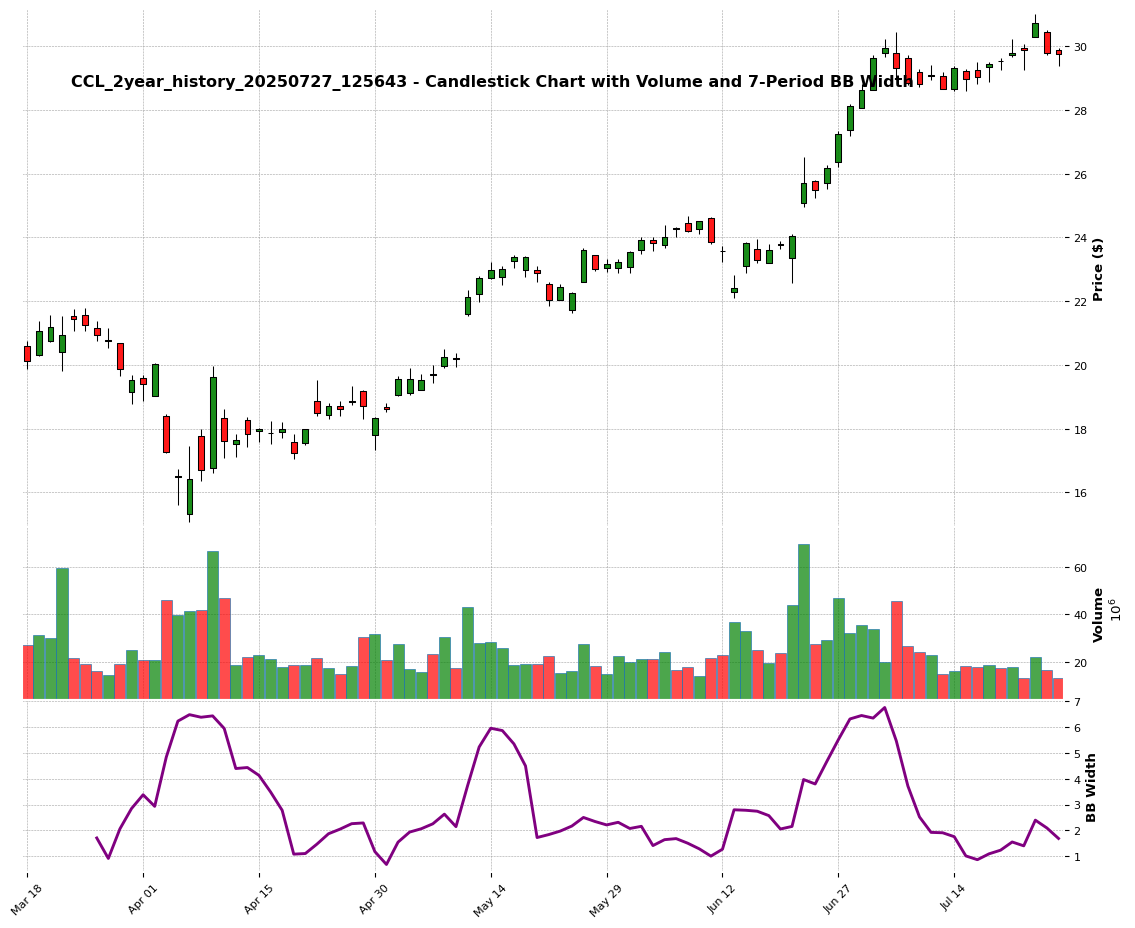 CCL_2year_history_20250727_125643 - Candlestick Chart with Volume and 7-Period BB Width
30
28
26
24
22
20
18
16
Price ($)
60
40
20
Volume
10^6
7
6
5
4
3
2
1
BB Width
Mar 18
Apr 01
Apr 15
Apr 30
May 14
May 29
Jun 12
Jun 27
Jul 14